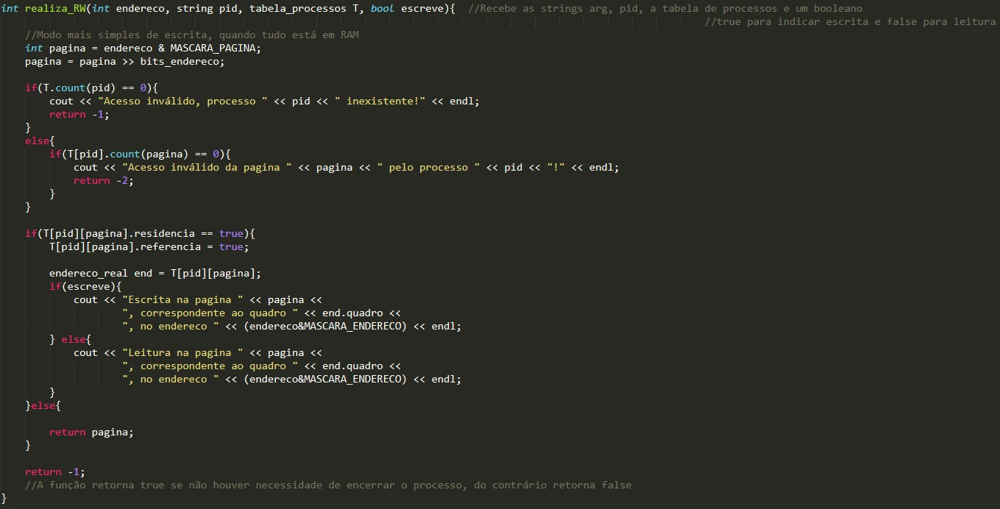 int realiza_RW(int endereco, string pid, tabela_processos T, bool escreve){  //Recebe as strings arg, pid, a tabela de processos e um booleano
//true para indicar escrita e false para leitura
//Modo mais simples de escrita, quando tudo está em RAM
int pagina = endereco & MASCARA_PAGINA;
pagina = pagina >> bits_endereco;
if(T.count(pid) == 0){
cout << "Acesso inválido, processo " << pid << " inexistente!" << endl;
return -1;
}
else{
if(T[pid].count(pagina) == 0){
cout << "Acesso inválido da pagina " << pagina << " pelo processo " << pid << "!" << endl;
return -2;
}
}
if(T[pid][pagina].residencia == true){
T[pid][pagina].referencia = true;
endereco_real end = T[pid][pagina];
if(escreve){
cout << "Escrita na pagina " << pagina <<
", correspondente ao quadro " << end.quadro <<
", no endereco " << (endereco&MASCARA_ENDERECO) << endl;
} else{
cout << "Leitura na pagina " << pagina <<
", correspondente ao quadro " << end.quadro <<
", no endereco " << (endereco&MASCARA_ENDERECO) << endl;
}
}else{
return pagina;
}
return -1;
//A função retorna true se não houver necessidade de encerrar o processo, do contrário retorna false
}